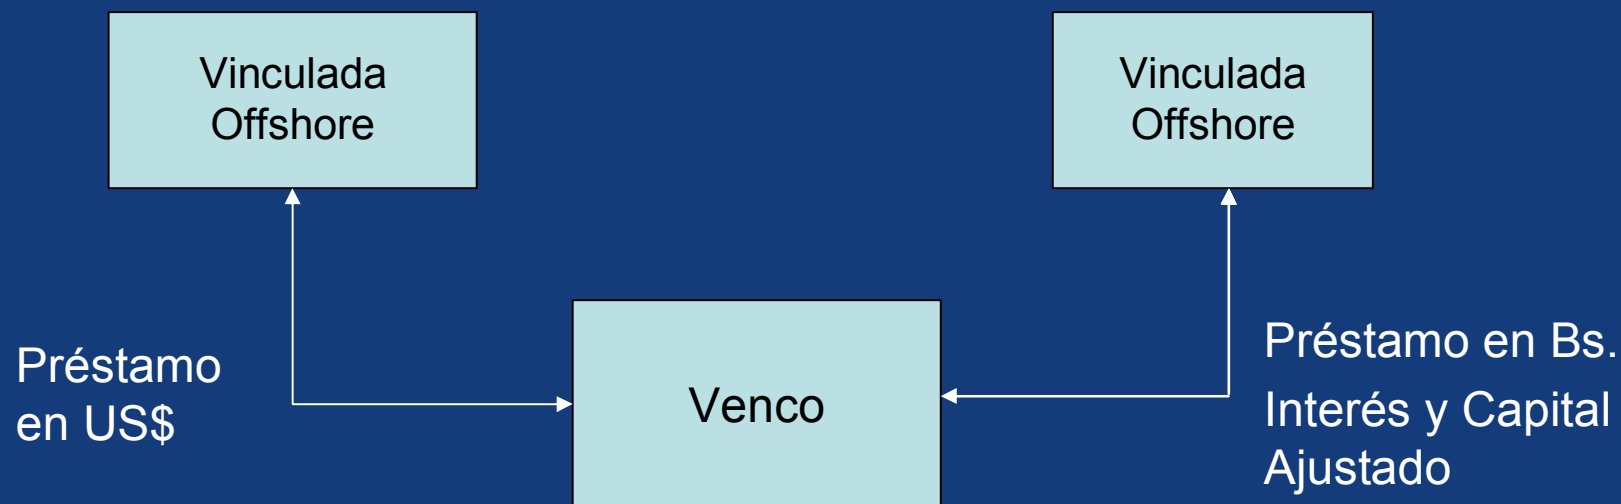 Vinculada
Offshore
Vinculada
Offshore
Préstamo
en US$
Venco
Préstamo en Bs.
Interés y Capital
Ajustado